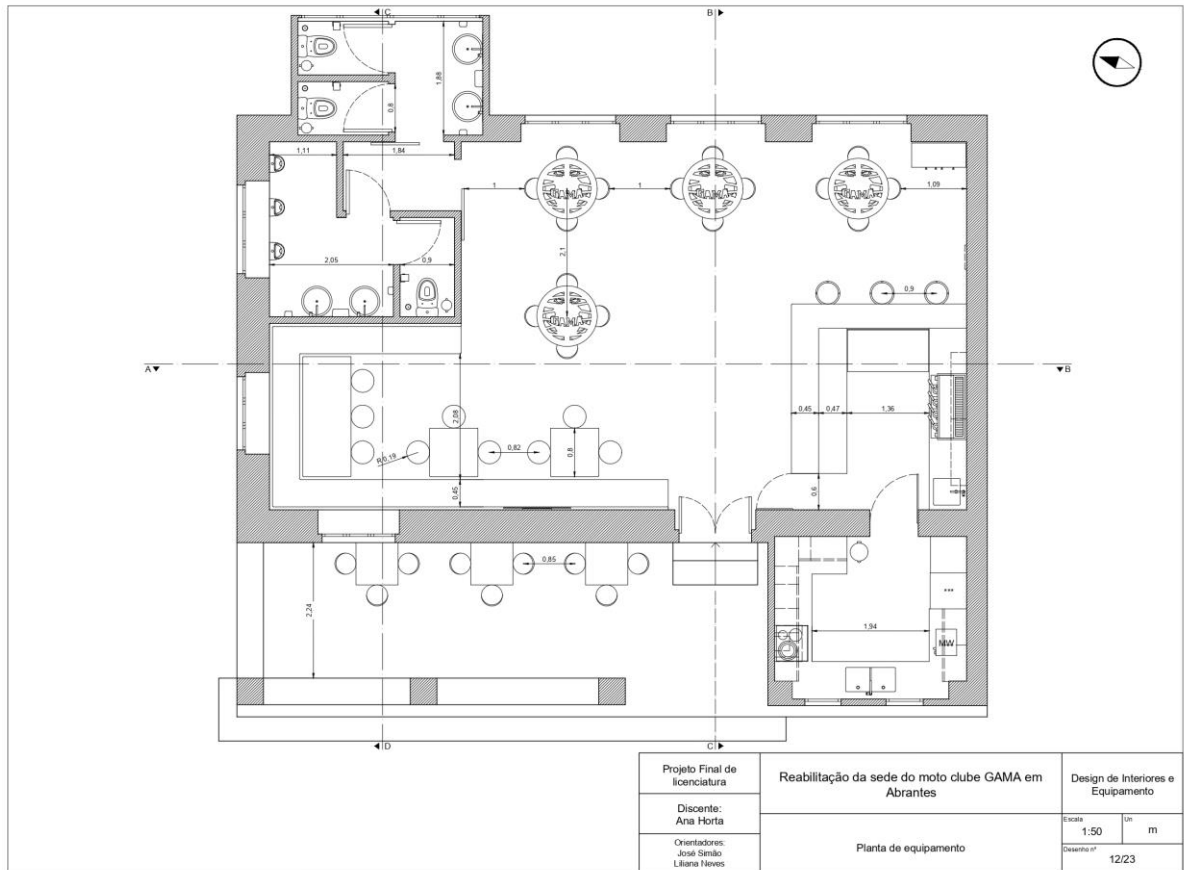 C
B
1,88
0,8
1,11
1,84
1
1
1,09
GAMA
GAMA
GAMA
2,1
2,05
0,9
0,9
GAMA
A
B
0,45
0,47
1,36
2,08
R 0,19
0,82
0,8
0,45
0,6
0,85
2,24
1,94
MW
D
C
Projeto Final de
licenciatura
Discente:
Ana Horta
Orientadores:
José Simão
Liliana Neves
Reabilitação da sede do moto clube GAMA em
Abrantes
Planta de equipamento
Design de Interiores e
Equipamento
Escala
1:50
Un
m
Desenho nº
12/23